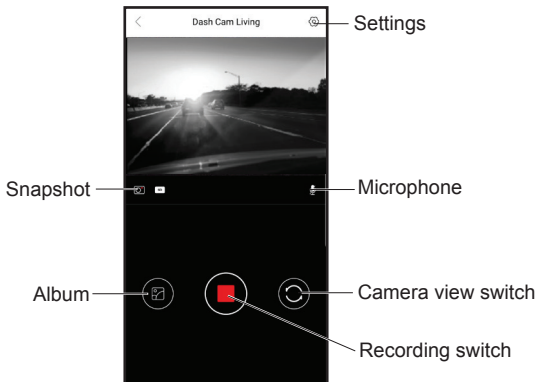 Dash Cam Living
Settings
Snapshot
Microphone
Album
Camera view switch
Recording switch